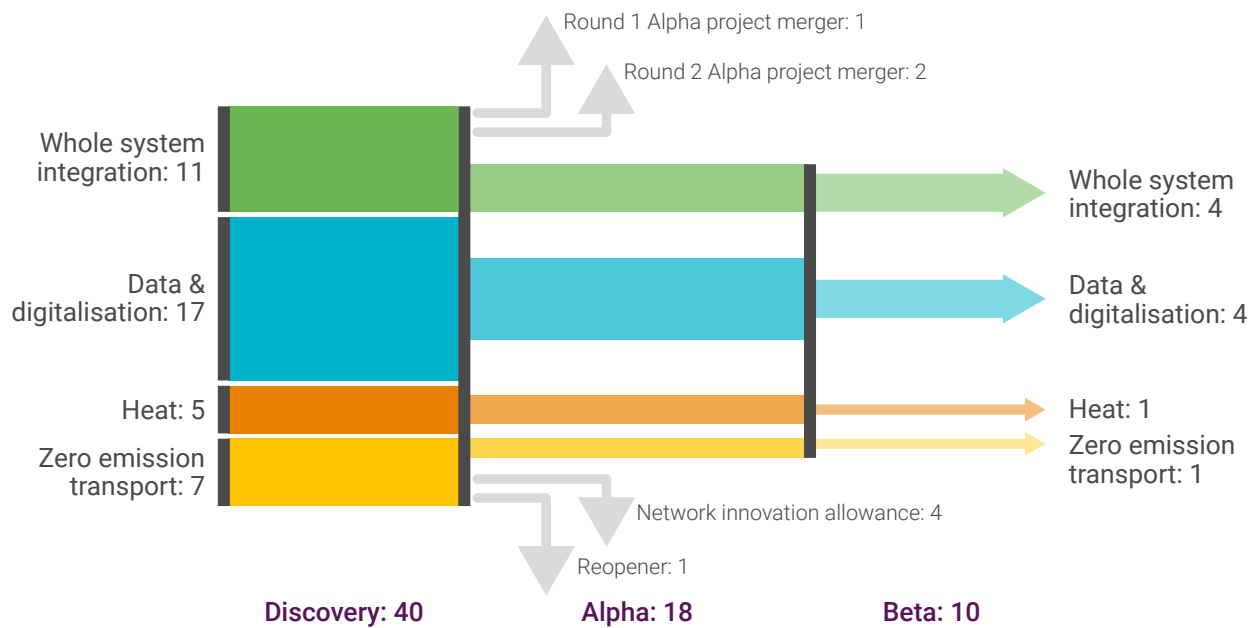 Round 1 Alpha project merger: 1
Round 2 Alpha project merger: 2
Whole system
integration: 11
Data &
digitalisation: 17
Heat: 5
Zero emission
transport: 7
Whole system
integration: 4
Data &
digitalisation: 4
Heat: 1
Zero emission
transport: 1
Network innovation allowance: 4
Reopener: 1
Discovery: 40
Alpha: 18
Beta: 10